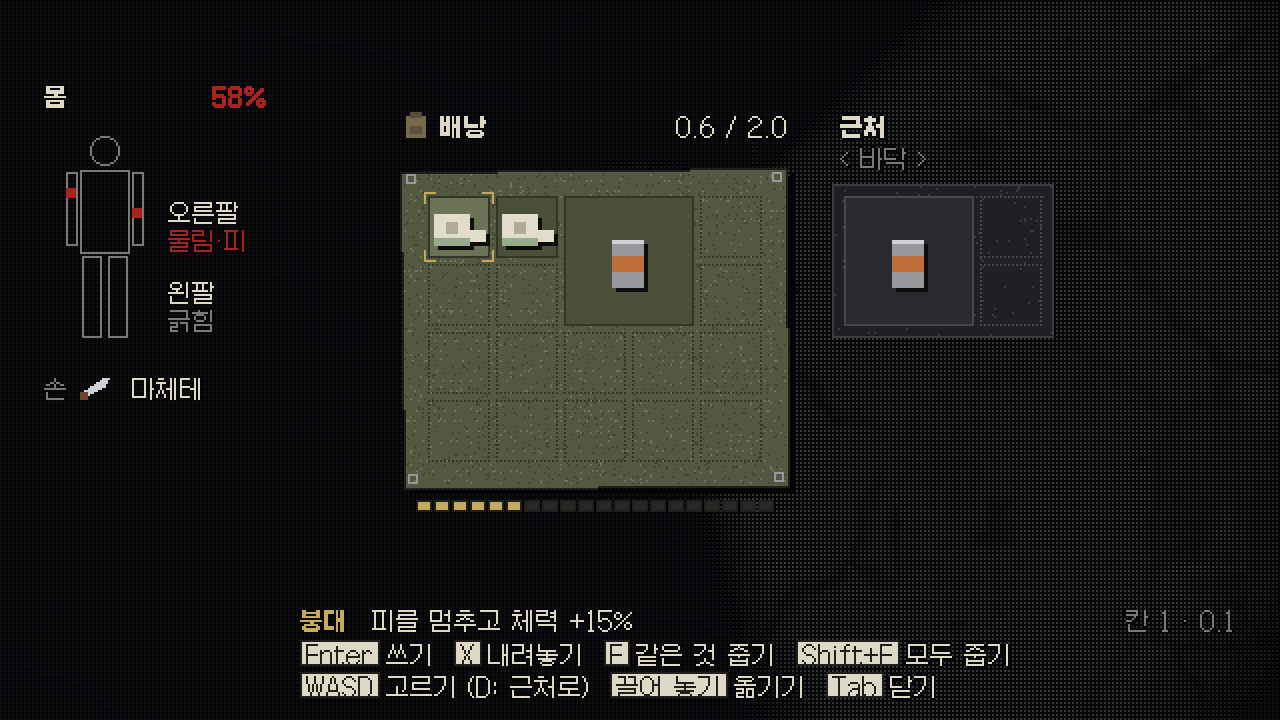 몸 58%
배낭 0.6 / 2.0
근처
< 바닥 >
오른팔
물림·피
왼팔
긁힘
손 마체테
붕대 피를 멈추고 체력 +15%
칸 1 · 0.1
Enter 쓰기 X 내려놓기 F 같은 것 줍기 Shift+F 모두 줍기
WASD 고르기 (D: 근처로) 끌어 놓기 옮기기 Tab 닫기